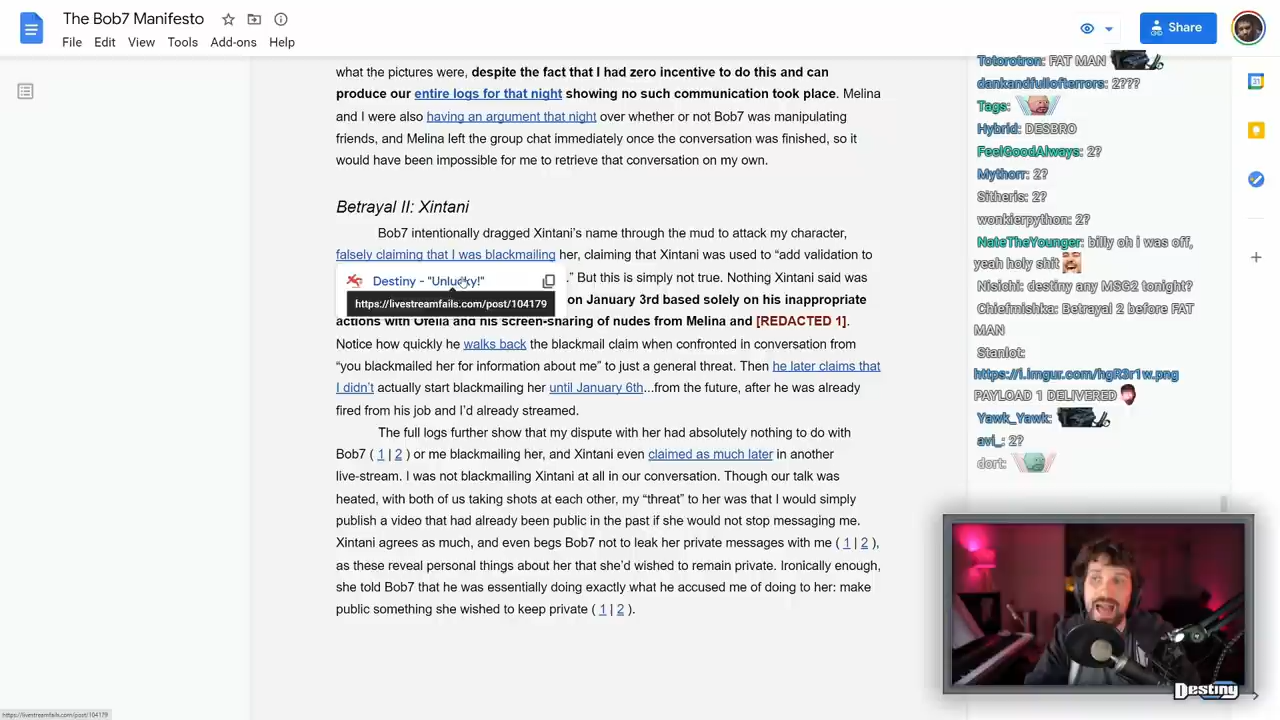 The Bob7 Manifesto
File Edit View Tools Add-ons Help
Share
what the pictures were, despite the fact that I had zero incentive to do this and can
produce our entire logs for that night showing no such communication took place. Melina
and I were also having an argument that night over whether or not Bob7 was manipulating
friends, and Melina left the group chat immediately once the conversation was finished, so it
would have been impossible for me to retrieve that conversation on my own.
Betrayal II: Xintani
Bob7 intentionally dragged Xintani's name through the mud to attack my character,
falsely claiming that I was blackmailing her, claiming that Xintani was used to “add validation to
Destiny - "Unlucky!"
.” But this is simply not true. Nothing Xintani said was
https://livestreamfails.com/post/104179
on January 3rd based solely on his inappropriate
actions with Ofelia and his screen-sharing of nudes from Melina and [REDACTED 1].
Notice how quickly he walks back the blackmail claim when confronted in conversation from
“you blackmailed her for information about me” to just a general threat. Then he later claims that
I didn't actually start blackmailing her until January 6th...from the future, after he was already
fired from his job and I'd already streamed.
The full logs further show that my dispute with her had absolutely nothing to do with
Bob7 ( 1 | 2 ) or me blackmailing her, and Xintani even claimed as much later in another
live-stream. I was not blackmailing Xintani at all in our conversation. Though our talk was
heated, with both of us taking shots at each other, my “threat” to her was that I would simply
publish a video that had already been public in the past if she would not stop messaging me.
Xintani agrees as much, and even begs Bob7 not to leak her private messages with me ( 1 | 2 ),
as these reveal personal things about her that she'd wished to remain private. Ironically enough,
she told Bob7 that he was essentially doing exactly what he accused me of doing to her: make
public something she wished to keep private ( 1 | 2 ).
Totorotron: FAT MAN
dankandfullofterrors: 2???
Tags:
Hybrid: DESBRO
FeelGoodAlways: 2?
Mythorr: 2?
Sitheris: 2?
wonkierpython: 2?
NateTheYounger: billy oh i was off,
yeah holy shit
Nisichi: destiny any MSG2 tonight?
Chiefmishka: Betrayal 2 before FAT
MAN
Stanlot:
https://i.imgur.com/hgR3r1w.png
PAYLOAD 1 DELIVERED
Yawk_Yawk:
avi_: 2?
dort:
Destiny
https://livestreamfails.com/post/104179